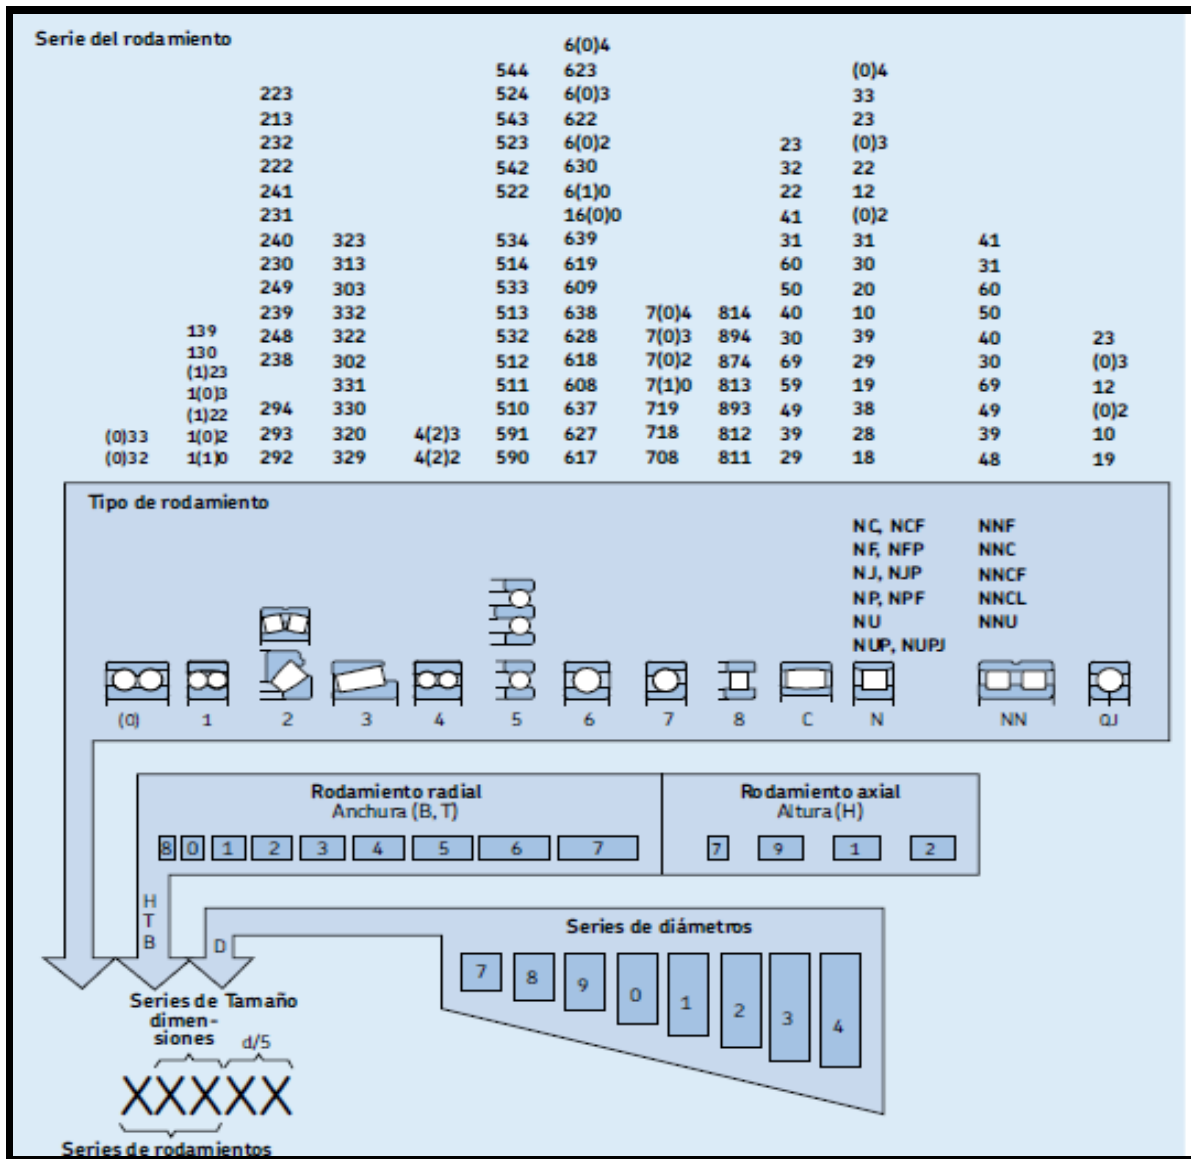 Serie del rodamiento
6(0)4
544 623 (0)4
223 524 6(0)3 33
213 543 622 23
232 523 6(0)2 23 (0)3
222 542 630 32 22
241 522 6(1)0 22 12
231 16(0)0 41 (0)2
240 323 534 639 31 31 41
230 313 514 619 60 30 31
249 303 533 609 50 20 60
239 332 513 638 7(0)4 814 40 10 50
139 248 322 532 628 7(0)3 894 30 39 40 23
130 238 302 512 618 7(0)2 874 69 29 30 (0)3
(1)23 331 511 608 7(1)0 813 59 19 69 12
1(0)3
(1)22 294 330 510 637 719 893 49 38 49 (0)2
(0)33 1(0)2 293 320 4(2)3 591 627 718 812 39 28 39 10
(0)32 1(1)0 292 329 4(2)2 590 617 708 811 29 18 48 19
Tipo de rodamiento
NC, NCF NNF
NF, NFP NNC
NJ, NJP NNCF
NP, NPF NNCL
NU NNU
NUP, NUPJ
(0) 1 2 3 4 5 6 7 8 C N NN QJ
Rodamiento radial Rodamiento axial
Anchura (B, T) Altura (H)
8 0 1 2 3 4 5 6 7 7 9 1 2
H
T
B D
Series de diámetros
7 8 9 0 1 2 3 4
Series de Tamaño
dimen-
siones d/5
XXXXX
Series de rodamientos